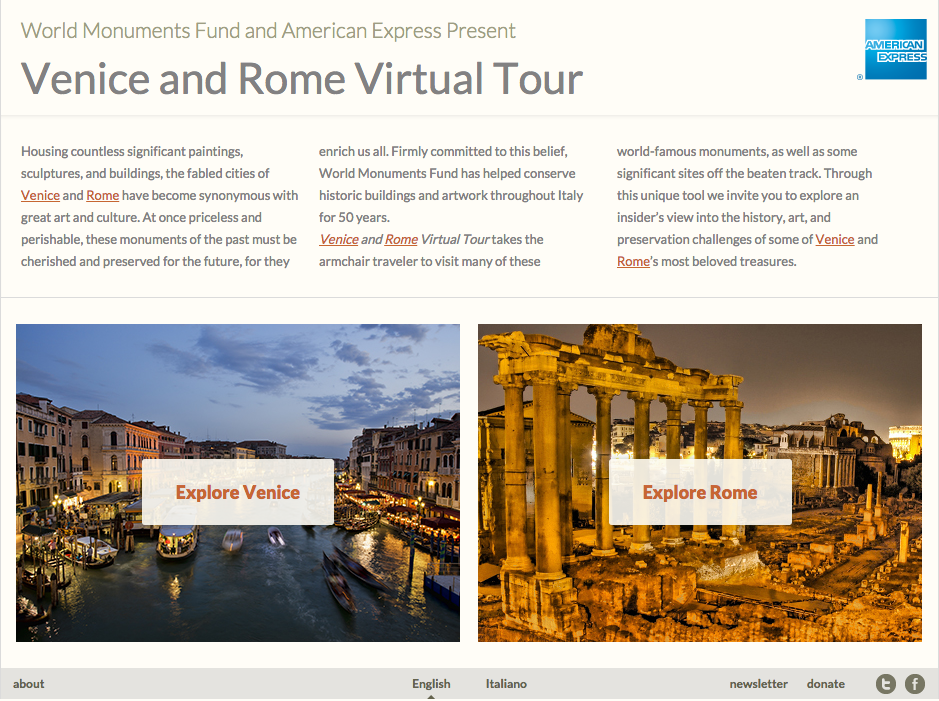 World Monuments Fund and American Express Present
Venice and Rome Virtual Tour
AMERICAN
EXPRESS
®
Housing countless significant paintings,
sculptures, and buildings, the fabled cities of
Venice and Rome have become synonymous with
great art and culture. At once priceless and
perishable, these monuments of the past must be
cherished and preserved for the future, for they
enrich us all. Firmly committed to this belief,
World Monuments Fund has helped conserve
historic buildings and artwork throughout Italy
for 50 years.
Venice and Rome Virtual Tour takes the
armchair traveler to visit many of these
world-famous monuments, as well as some
significant sites off the beaten track. Through
this unique tool we invite you to explore an
insider's view into the history, art, and
preservation challenges of some of Venice and
Rome's most beloved treasures.
Explore Venice
Explore Rome
about
English
Italiano
newsletter
donate